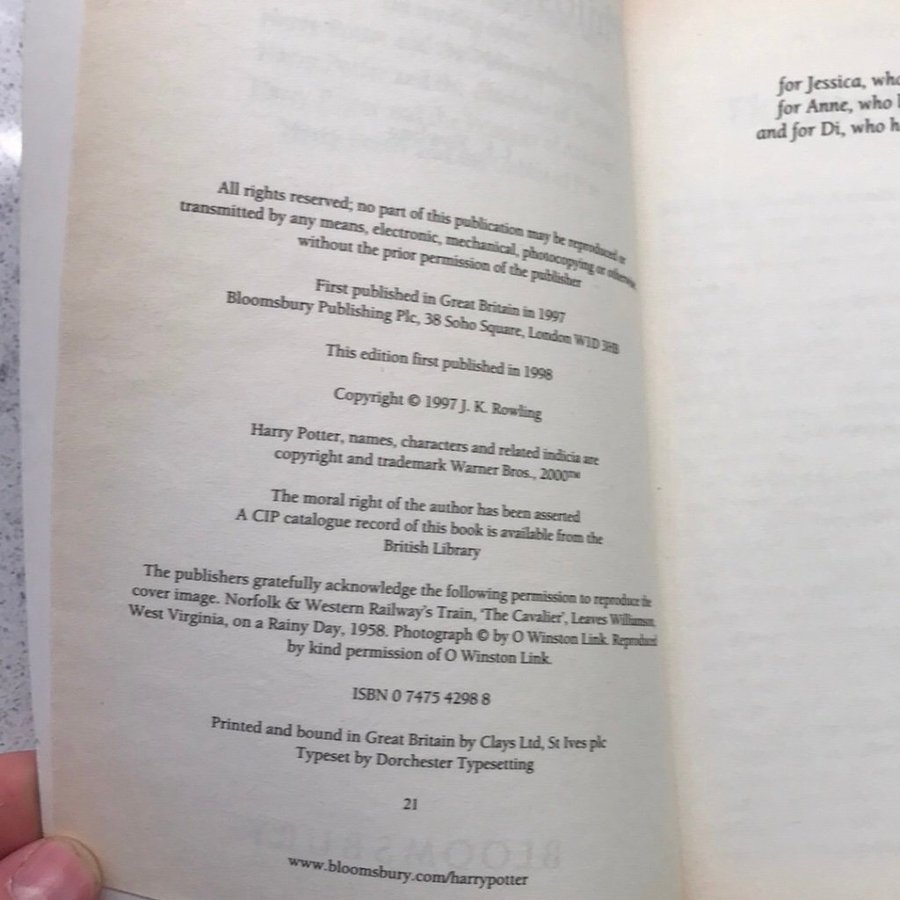 All rights reserved; no part of this publication may be reproduced or
transmitted by any means, electronic, mechanical, photocopying or otherwise,
without the prior permission of the publisher
First published in Great Britain in 1997
Bloomsbury Publishing Plc, 38 Soho Square, London W1D 3HB
This edition first published in 1998
Copyright © 1997 J. K. Rowling
Harry Potter, names, characters and related indicia are
copyright and trademark Warner Bros., 2000™
The moral right of the author has been asserted
A CIP catalogue record of this book is available from the
British Library
The publishers gratefully acknowledge the following permission to reproduce the
cover image. Norfolk & Western Railway's Train, 'The Cavalier', Leaves Williamson,
West Virginia, on a Rainy Day, 1958. Photograph © by O Winston Link. Reproduced
by kind permission of O Winston Link.
ISBN 0 7475 4298 8
Printed and bound in Great Britain by Clays Ltd, St Ives plc
Typeset by Dorchester Typesetting
21
www.bloomsbury.com/harrypotter
for Jessica, who
for Anne, who
and for Di, who h